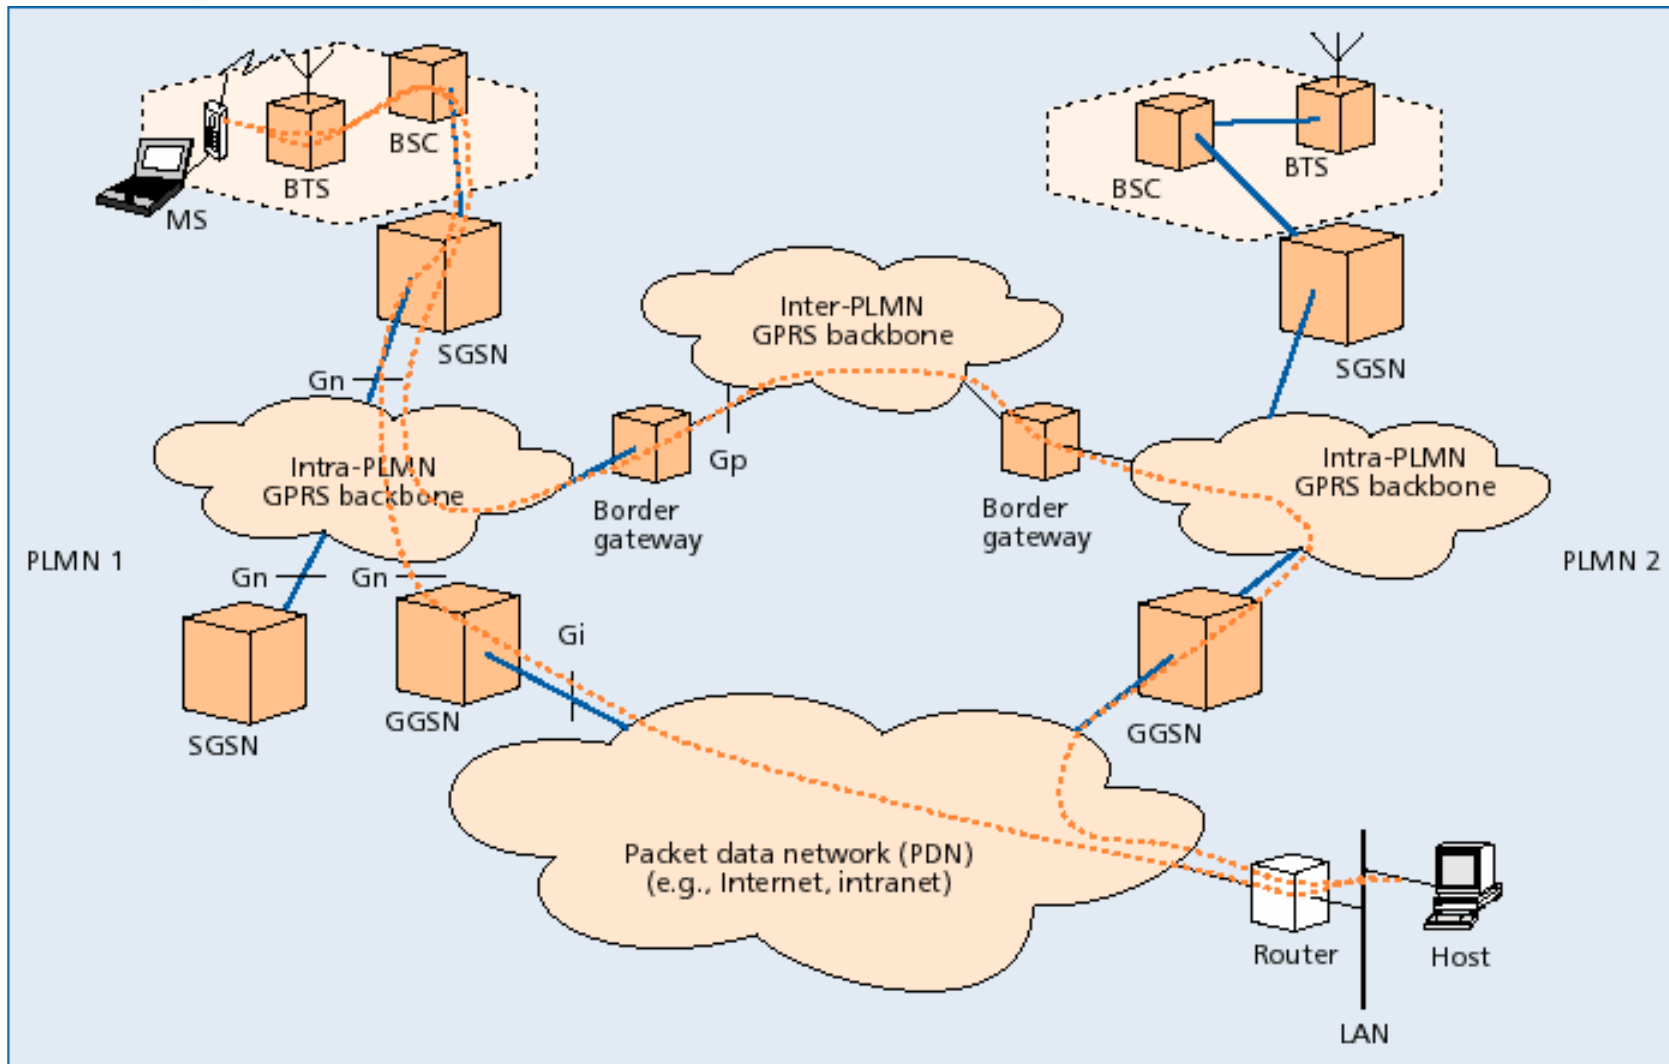 BSC
BTS
MS
BTS
BSC
SGSN
Inter-PLMN
GPRS backbone
SGSN
Gn
Gp
Intra-PLMN
GPRS backbone
Intra-PLMN
GPRS backbone
Border
gateway
Border
gateway
PLMN 1
PLMN 2
Gn
Gn
Gi
SGSN
GGSN
GGSN
Packet data network (PDN)
(e.g., Internet, intranet)
Router
Host
LAN